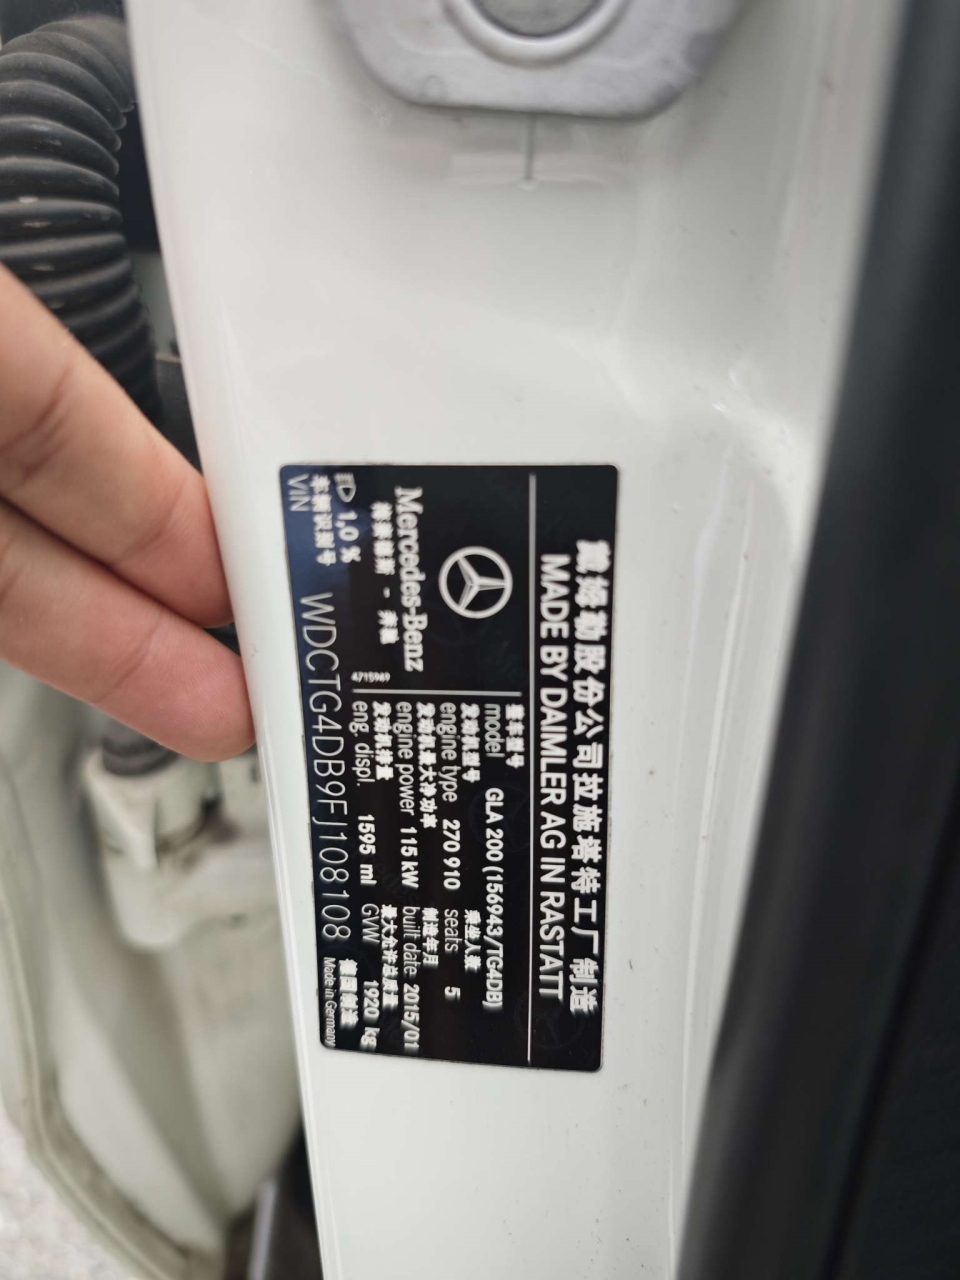 戴姆勒股份公司拉施塔特工厂制造
MADE BY DAIMLER AG IN RASTATT
Mercedes-Benz
梅赛德斯 - 奔驰
1,0 %
4715969
整车型号
model GLA 200 (156943/TG4DB)
发动机型号 乘坐人数
engine type 270 910 seats 5
发动机最大净功率 制造年月
engine power 115 kW built date 2015/01
发动机排量 最大允许总质量
eng. displ. 1595 ml GVW 1920 kg
车辆识别号
VIN WDCTG4DB9FJ108108
德国制造
Made in Germany